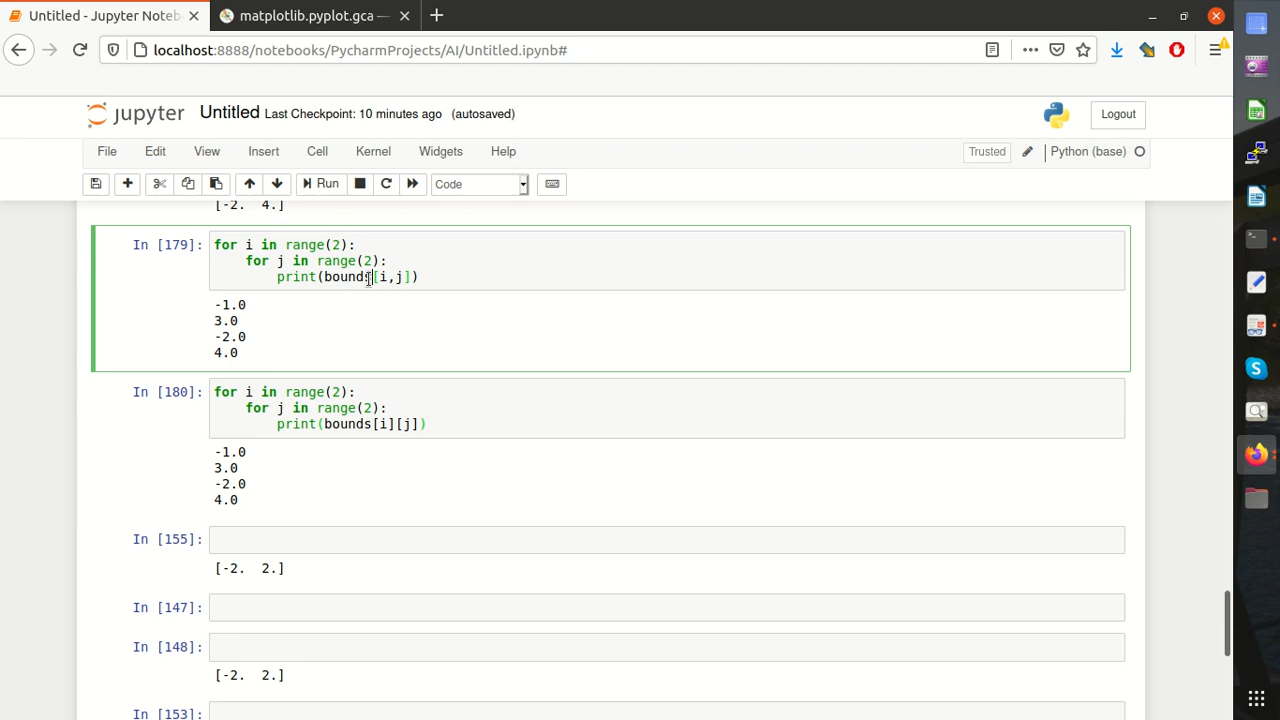 Untitled - Jupyter Noteb
matplotlib.pyplot.gca —
localhost:8888/notebooks/PycharmProjects/AI/Untitled.ipynb#
jupyter Untitled Last Checkpoint: 10 minutes ago (autosaved)
Logout
File Edit View Insert Cell Kernel Widgets Help
Trusted Python (base)
Run Code
[-2. 4.]
In [179]: for i in range(2):
for j in range(2):
print(bounds[i,j])
-1.0
3.0
-2.0
4.0
In [180]: for i in range(2):
for j in range(2):
print(bounds[i][j])
-1.0
3.0
-2.0
4.0
In [155]:
[-2. 2.]
In [147]:
In [148]:
[-2. 2.]
In [153]: